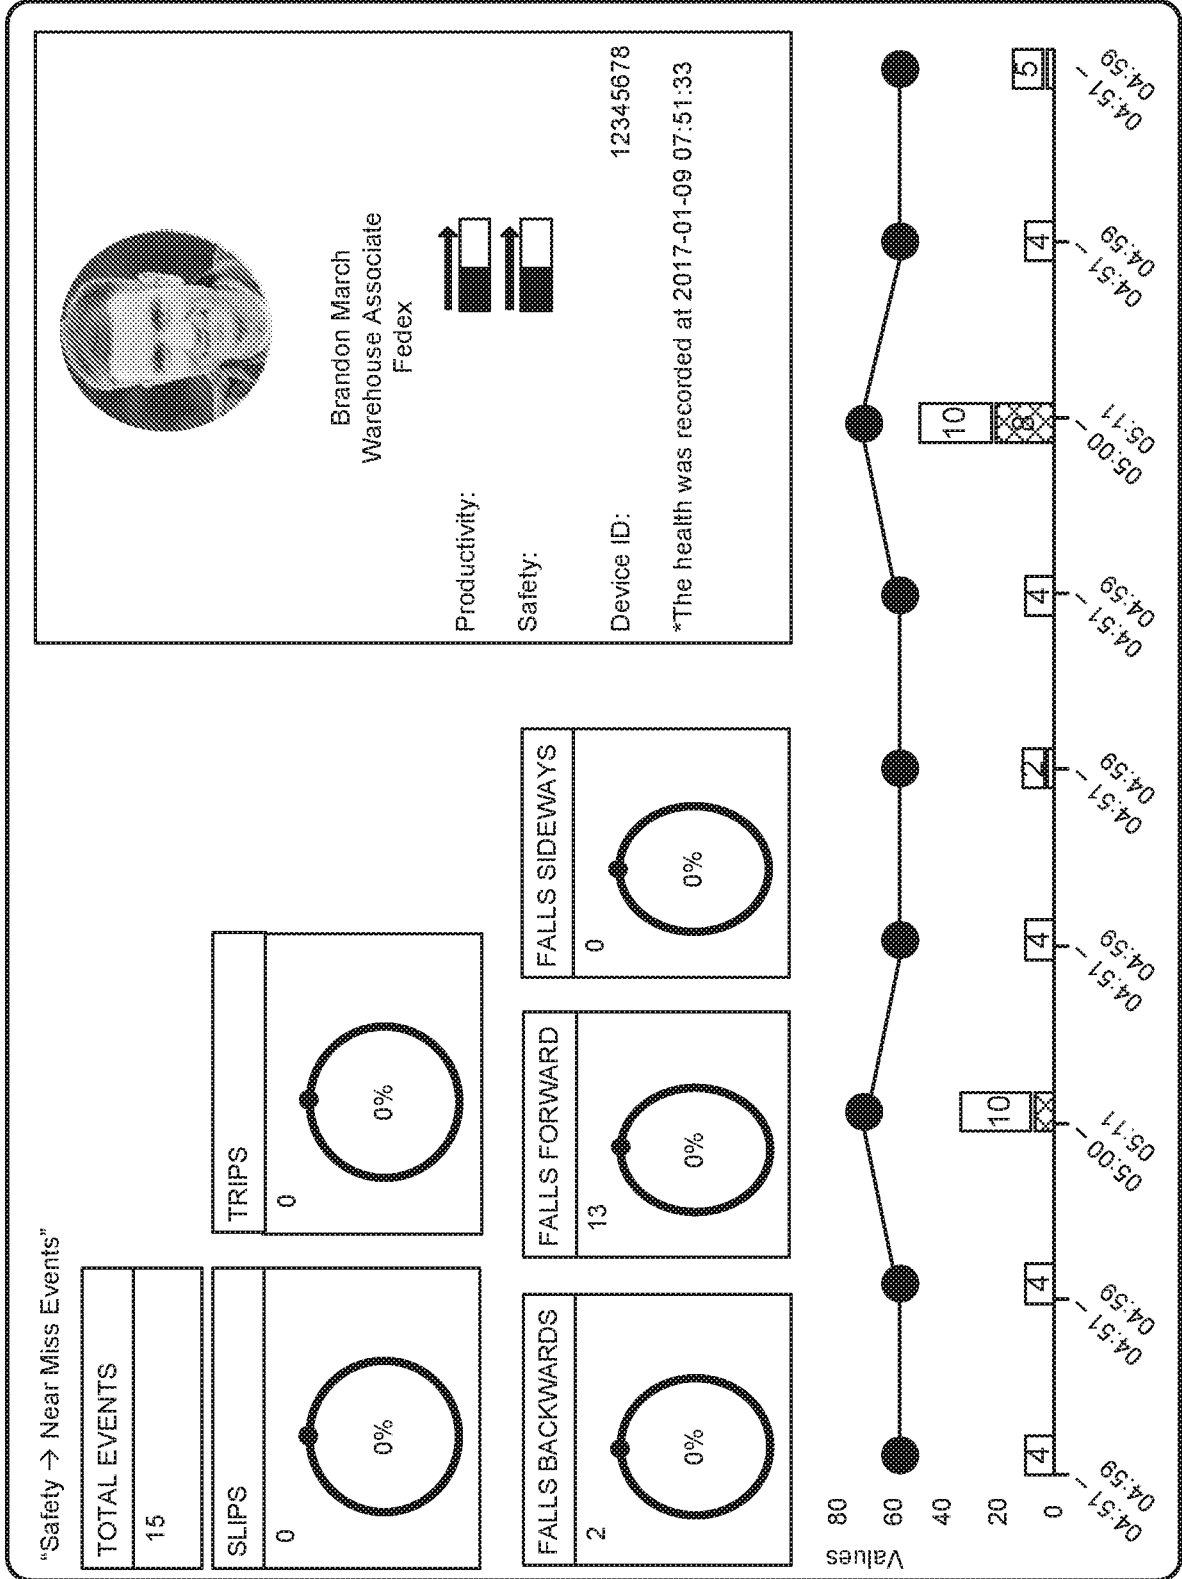 “Safety → Near Miss Events”
TOTAL EVENTS
15
SLIPS
0
0%
TRIPS
0
0%
FALLS BACKWARDS
2
0%
FALLS FORWARD
13
0%
FALLS SIDEWAYS
0
0%
Brandon March
Warehouse Associate
Fedex
Productivity:
Safety:
Device ID: 12345678
*The health was recorded at 2017-01-09 07:51:33
Values
80
60
40
20
0
4 4 10 4 2 4 10 4 5
8
04:51 – 04:59
04:51 – 04:59
05:00 – 05:11
04:51 – 04:59
04:51 – 04:59
04:51 – 04:59
05:00 – 05:11
04:51 – 04:59
04:51 – 04:59